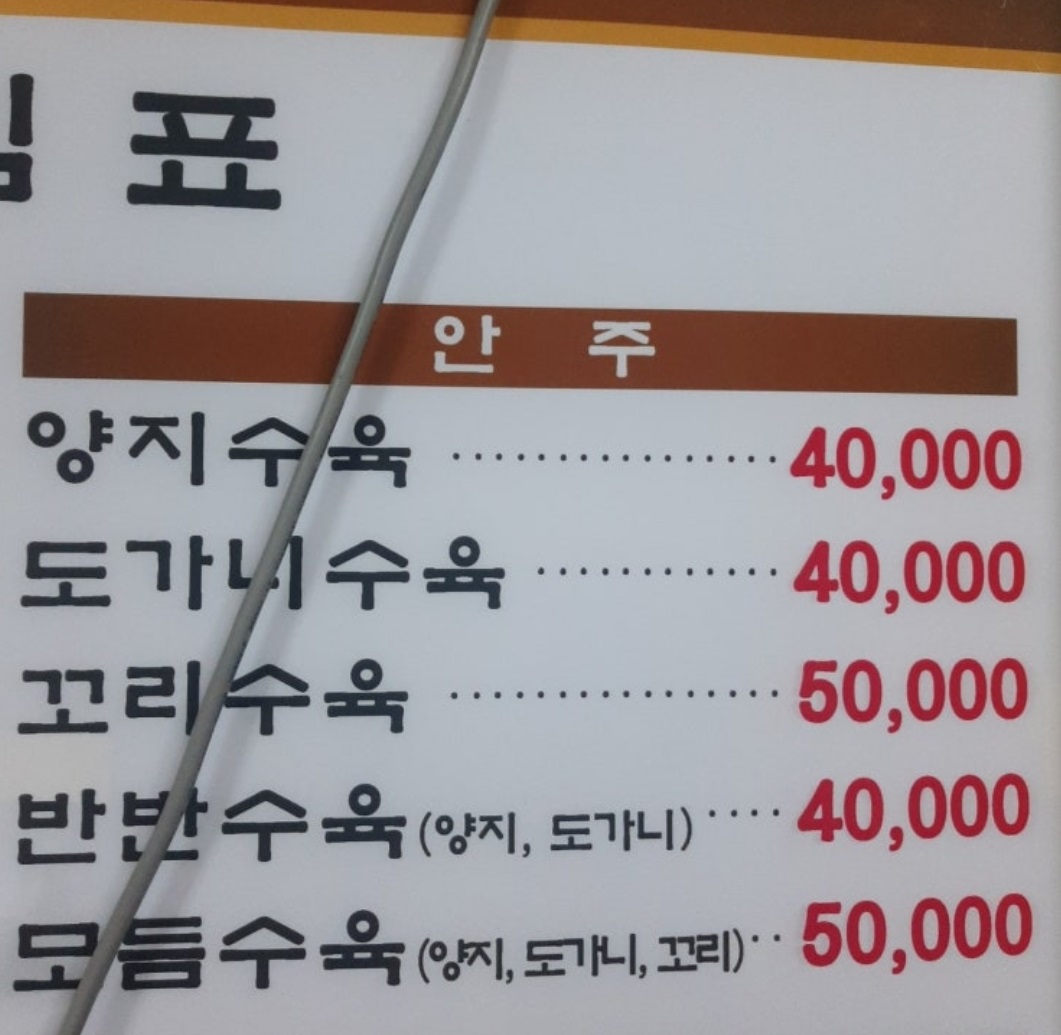 표
안 주
양지수육 ················ 40,000
도가니수육 ············ 40,000
꼬리수육 ················ 50,000
반반수육(양지, 도가니) ···· 40,000
모듬수육(양지, 도가니, 꼬리) ·· 50,000